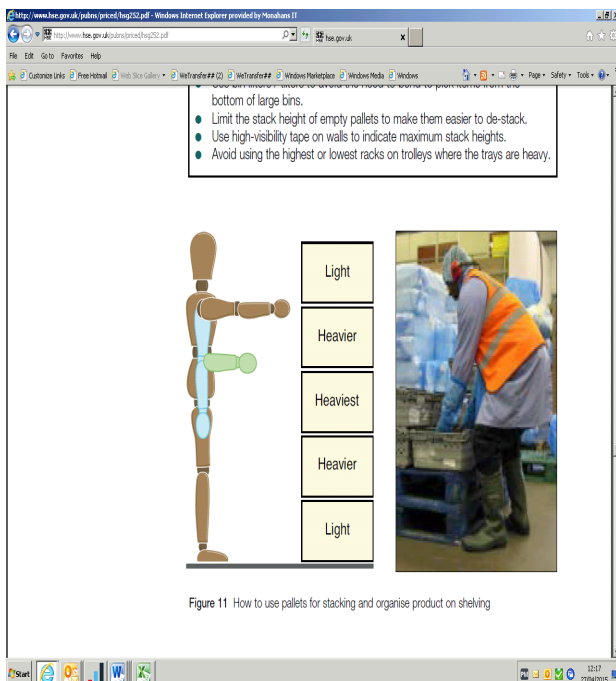 http://www.hse.gov.uk/pubns/priced/hsg252.pdf - Windows Internet Explorer provided by Monahans IT
http://www.hse.gov.uk/pubns/priced/hsg252.pdf
hse.gov.uk
x
File Edit Go to Favorites Help
Customize Links Free Hotmail Web Slice Gallery WeTransfer## (2) WeTransfer## Windows Marketplace Windows Media Windows Page Safety Tools
bottom of large bins.
Limit the stack height of empty pallets to make them easier to de-stack.
Use high-visibility tape on walls to indicate maximum stack heights.
Avoid using the highest or lowest racks on trolleys where the trays are heavy.
Light
Heavier
Heaviest
Heavier
Light
Figure 11 How to use pallets for stacking and organise product on shelving
Start
12:17
27/04/2015